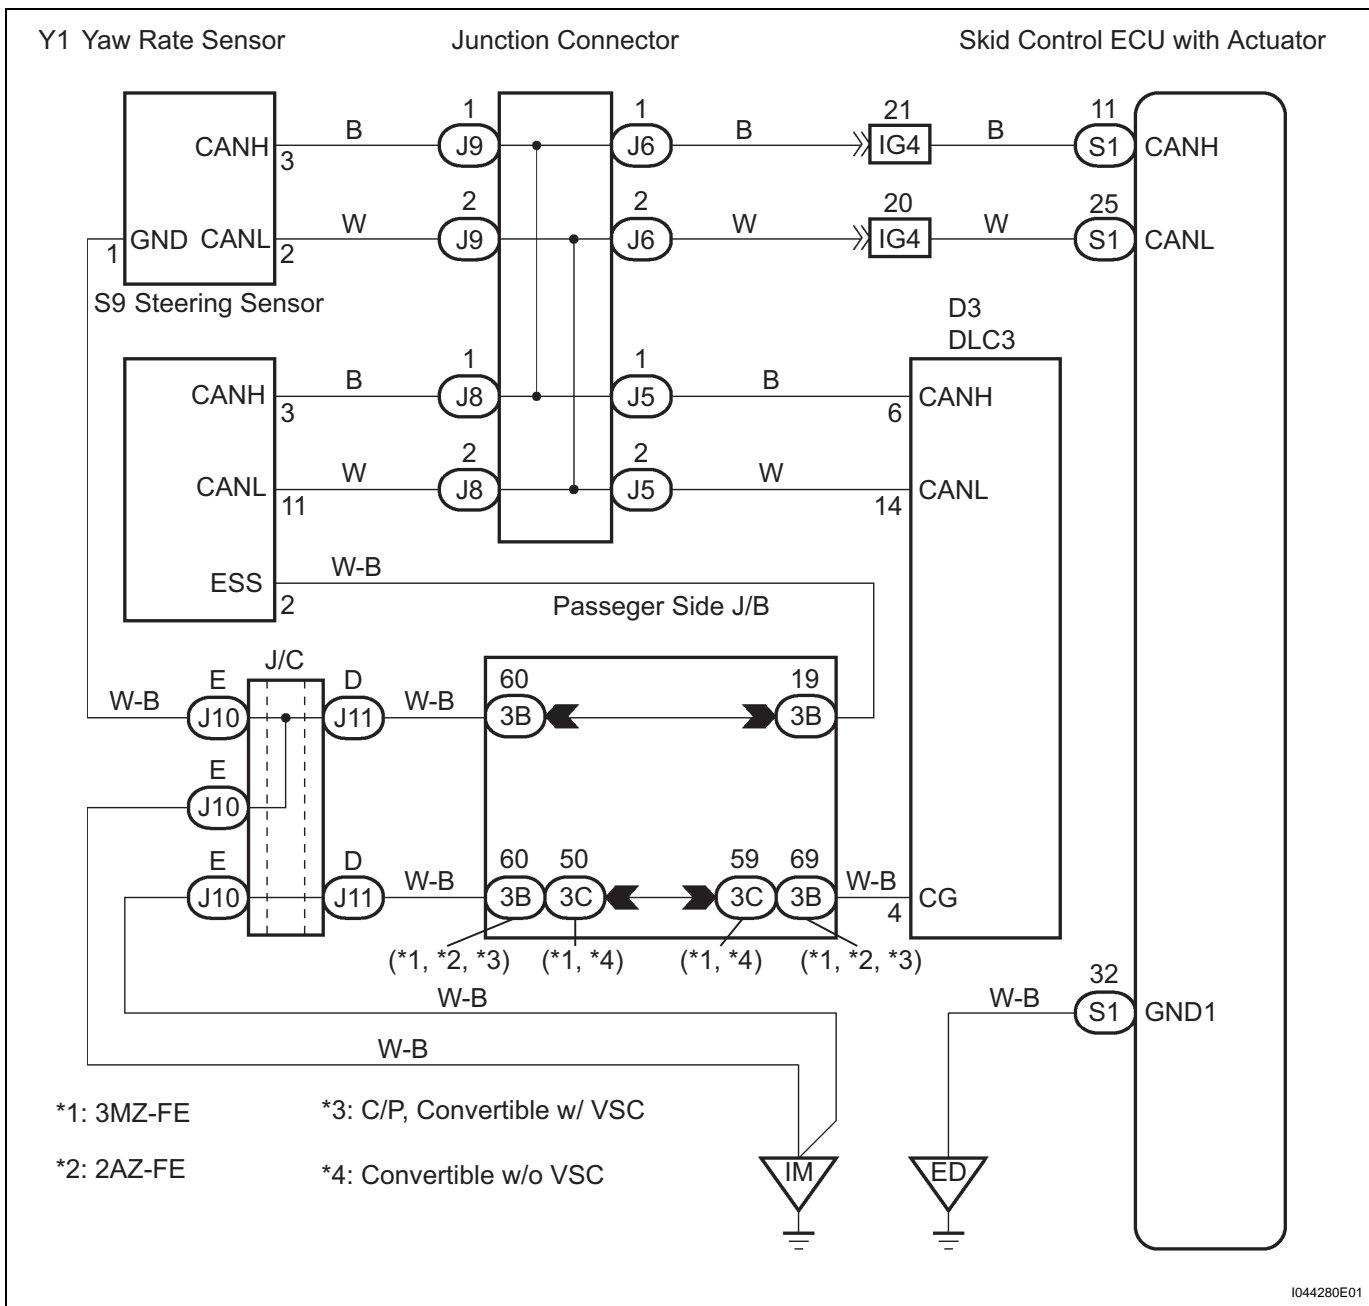 Y1 Yaw Rate Sensor
Junction Connector
Skid Control ECU with Actuator
1 1 21 11
CANH 3 B J9 J6 B IG4 B S1 CANH
2 2 20 25
1 GND CANL 2 W J9 J6 W IG4 W S1 CANL
S9 Steering Sensor
D3
DLC3
1 1
CANH 3 B J8 J5 B 6 CANH
2 2
CANL 11 W J8 J5 W 14 CANL
ESS 2 W-B
Passeger Side J/B
J/C
E D 60 19
W-B J10 J11 W-B 3B 3B
E
J10
E D 60 50 59 69
J10 J11 W-B 3B 3C 3C 3B W-B 4 CG
(*1, *2, *3) (*1, *4) (*1, *4) (*1, *2, *3)
W-B
32
W-B S1 GND1
W-B
*1: 3MZ-FE
*3: C/P, Convertible w/ VSC
*2: 2AZ-FE
*4: Convertible w/o VSC
IM ED
I044280E01